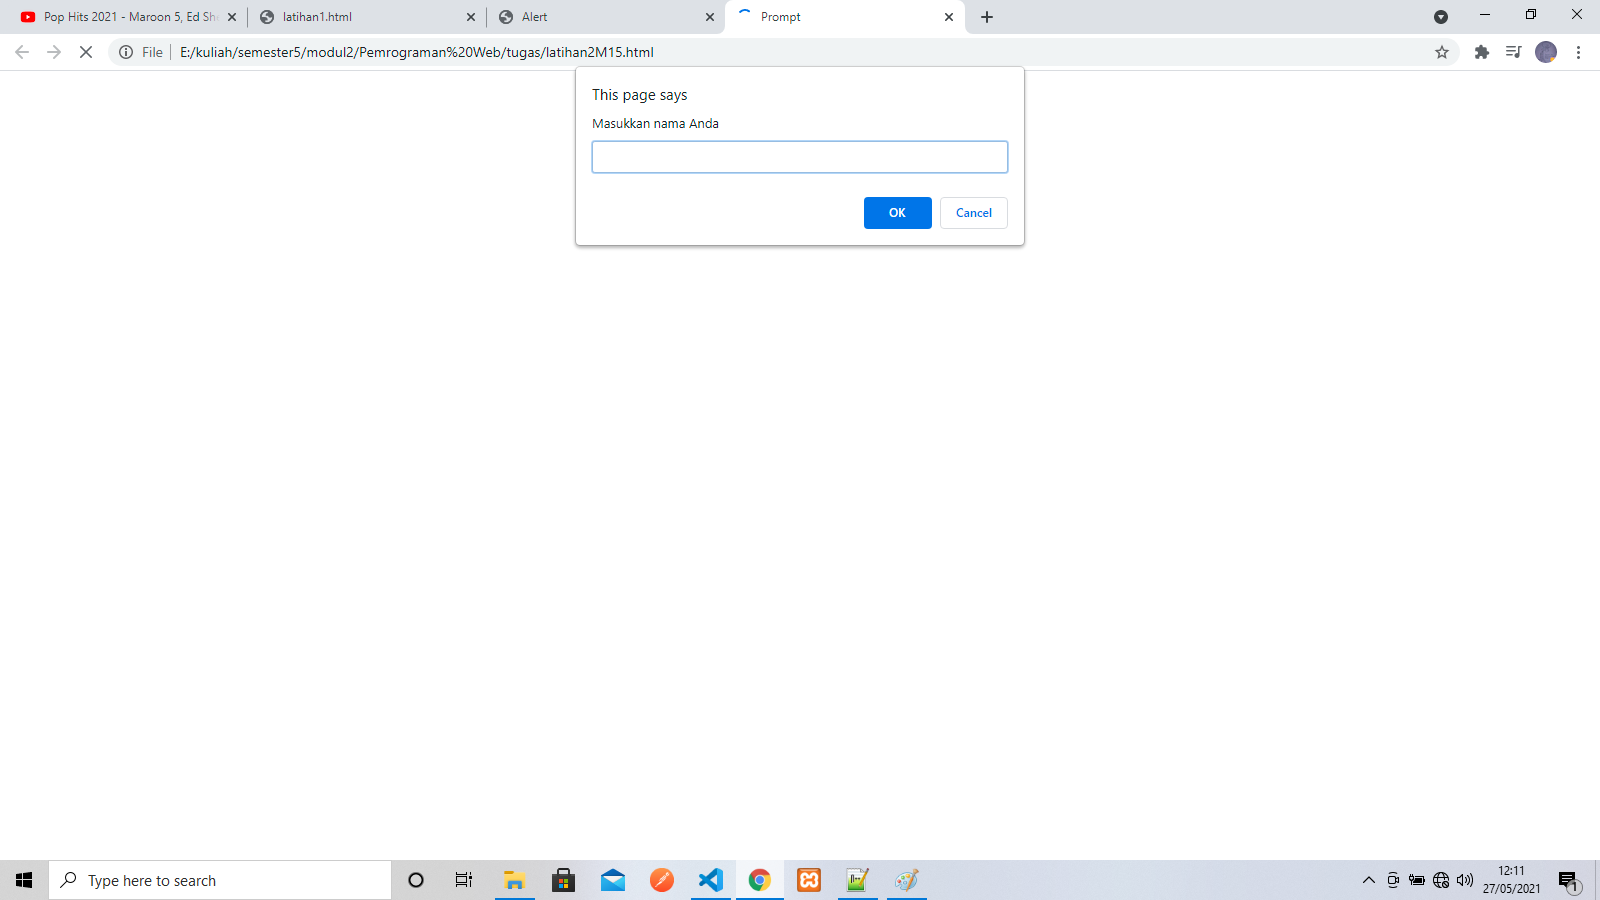 Pop Hits 2021 - Maroon 5, Ed Sh
latihan1.html
Alert
Prompt
File
E:/kuliah/semester5/modul2/Pemrograman%20Web/tugas/latihan2M15.html
This page says
Masukkan nama Anda
OK
Cancel
Type here to search
12:11
27/05/2021
1